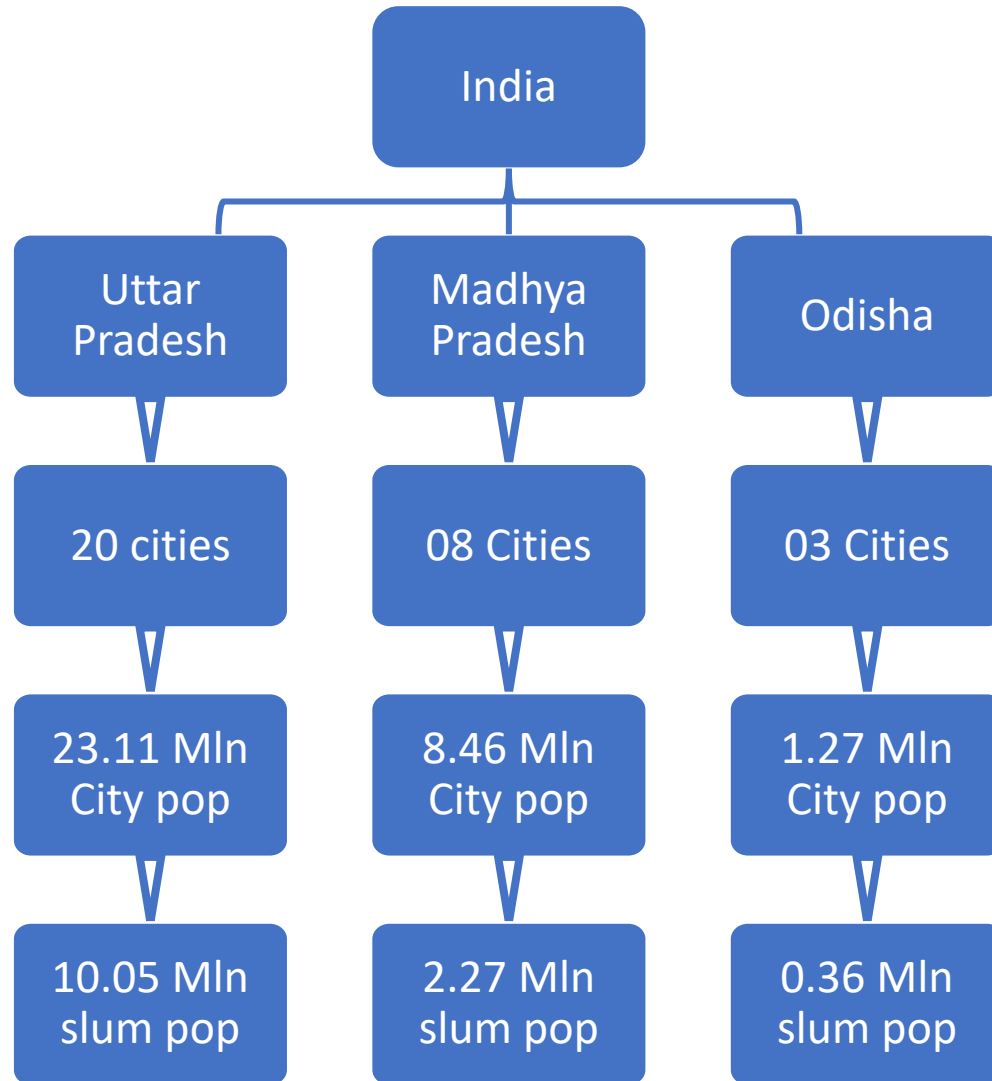 India
Uttar
Pradesh
Madhya
Pradesh
Odisha
20 cities
08 Cities
03 Cities
23.11 Mln
City pop
8.46 Mln
City pop
1.27 Mln
City pop
10.05 Mln
slum pop
2.27 Mln
slum pop
0.36 Mln
slum pop